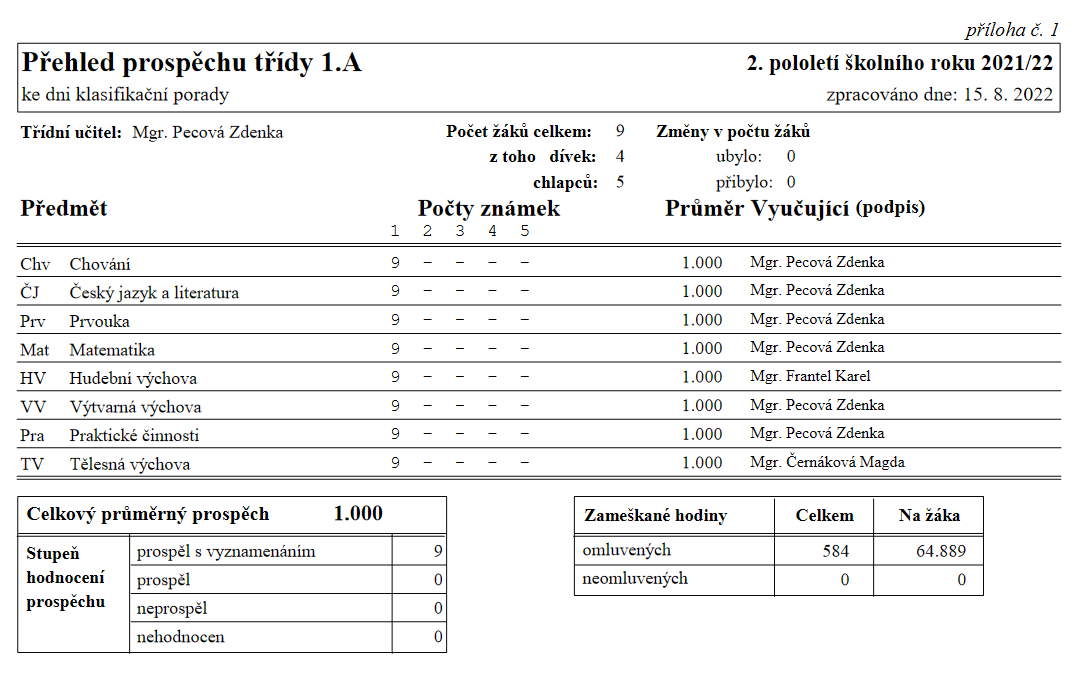 příloha č. 1
Přehled prospěchu třídy 1.A 2. pololetí školního roku 2021/22
ke dni klasifikační porady zpracováno dne: 15. 8. 2022
Třídní učitel: Mgr. Pecová Zdenka Počet žáků celkem: 9 Změny v počtu žáků
z toho dívek: 4 ubylo: 0
chlapců: 5 přibylo: 0
Předmět Počty známek Průměr Vyučující (podpis)
1 2 3 4 5
Chv Chování 9 – – – – 1.000 Mgr. Pecová Zdenka
ČJ Český jazyk a literatura 9 – – – – 1.000 Mgr. Pecová Zdenka
Prv Prvouka 9 – – – – 1.000 Mgr. Pecová Zdenka
Mat Matematika 9 – – – – 1.000 Mgr. Pecová Zdenka
HV Hudební výchova 9 – – – – 1.000 Mgr. Frantel Karel
VV Výtvarná výchova 9 – – – – 1.000 Mgr. Pecová Zdenka
Pra Praktické činnosti 9 – – – – 1.000 Mgr. Pecová Zdenka
TV Tělesná výchova 9 – – – – 1.000 Mgr. Černáková Magda
Celkový průměrný prospěch 1.000
Stupeň hodnocení prospěchu
prospěl s vyznamenáním 9
prospěl 0
neprospěl 0
nehodnocen 0
Zameškané hodiny Celkem Na žáka
omluvených 584 64.889
neomluvených 0 0